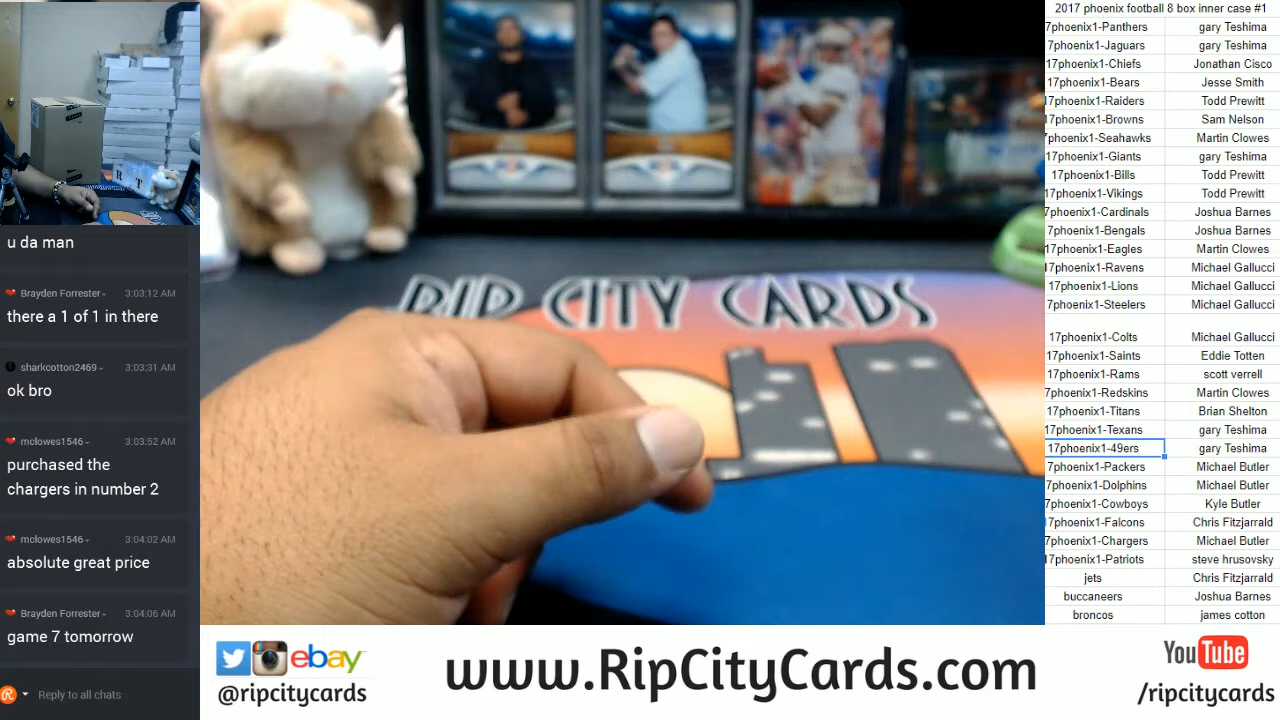 u da man
Brayden Forrester 3:03:12 AM
there a 1 of 1 in there
sharkcotton2469 3:03:31 AM
ok bro
mclowes1546 3:03:52 AM
purchased the
chargers in number 2
mclowes1546 3:04:02 AM
absolute great price
Brayden Forrester 3:04:06 AM
game 7 tomorrow
Reply to all chats
RIP CITY CARDS
2017 phoenix football 8 box inner case #1
7phoenix1-Panthers gary Teshima
17phoenix1-Jaguars gary Teshima
17phoenix1-Chiefs Jonathan Cisco
17phoenix1-Bears Jesse Smith
17phoenix1-Raiders Todd Prewitt
17phoenix1-Browns Sam Nelson
7phoenix1-Seahawks Martin Clowes
17phoenix1-Giants gary Teshima
17phoenix1-Bills Todd Prewitt
17phoenix1-Vikings Todd Prewitt
7phoenix1-Cardinals Joshua Barnes
7phoenix1-Bengals Joshua Barnes
17phoenix1-Eagles Martin Clowes
17phoenix1-Ravens Michael Gallucci
17phoenix1-Lions Michael Gallucci
7phoenix1-Steelers Michael Gallucci
17phoenix1-Colts Michael Gallucci
17phoenix1-Saints Eddie Totten
17phoenix1-Rams scott verrell
7phoenix1-Redskins Martin Clowes
17phoenix1-Titans Brian Shelton
17phoenix1-Texans gary Teshima
17phoenix1-49ers gary Teshima
7phoenix1-Packers Michael Butler
7phoenix1-Dolphins Michael Butler
7phoenix1-Cowboys Kyle Butler
17phoenix1-Falcons Chris Fitzjarrald
7phoenix1-Chargers Michael Butler
17phoenix1-Patriots steve hrusovsky
jets Chris Fitzjarrald
buccaneers Joshua Barnes
broncos james cotton
ebay
@ripcitycards
www.RipCityCards.com
YouTube
/ripcitycards